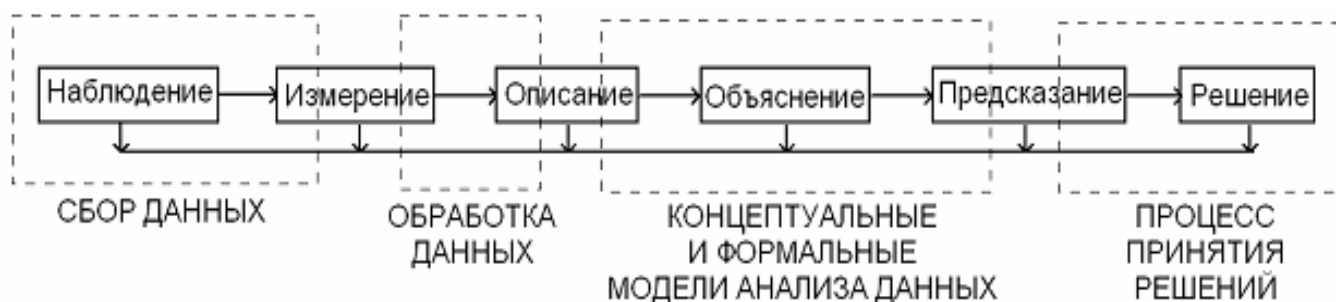 Наблюдение
Измерение
Описание
Объяснение
Предсказание
Решение
СБОР ДАННЫХ
ОБРАБОТКА
ДАННЫХ
КОНЦЕПТУАЛЬНЫЕ
И ФОРМАЛЬНЫЕ
МОДЕЛИ АНАЛИЗА ДАННЫХ
ПРОЦЕСС
ПРИНЯТИЯ
РЕШЕНИЙ